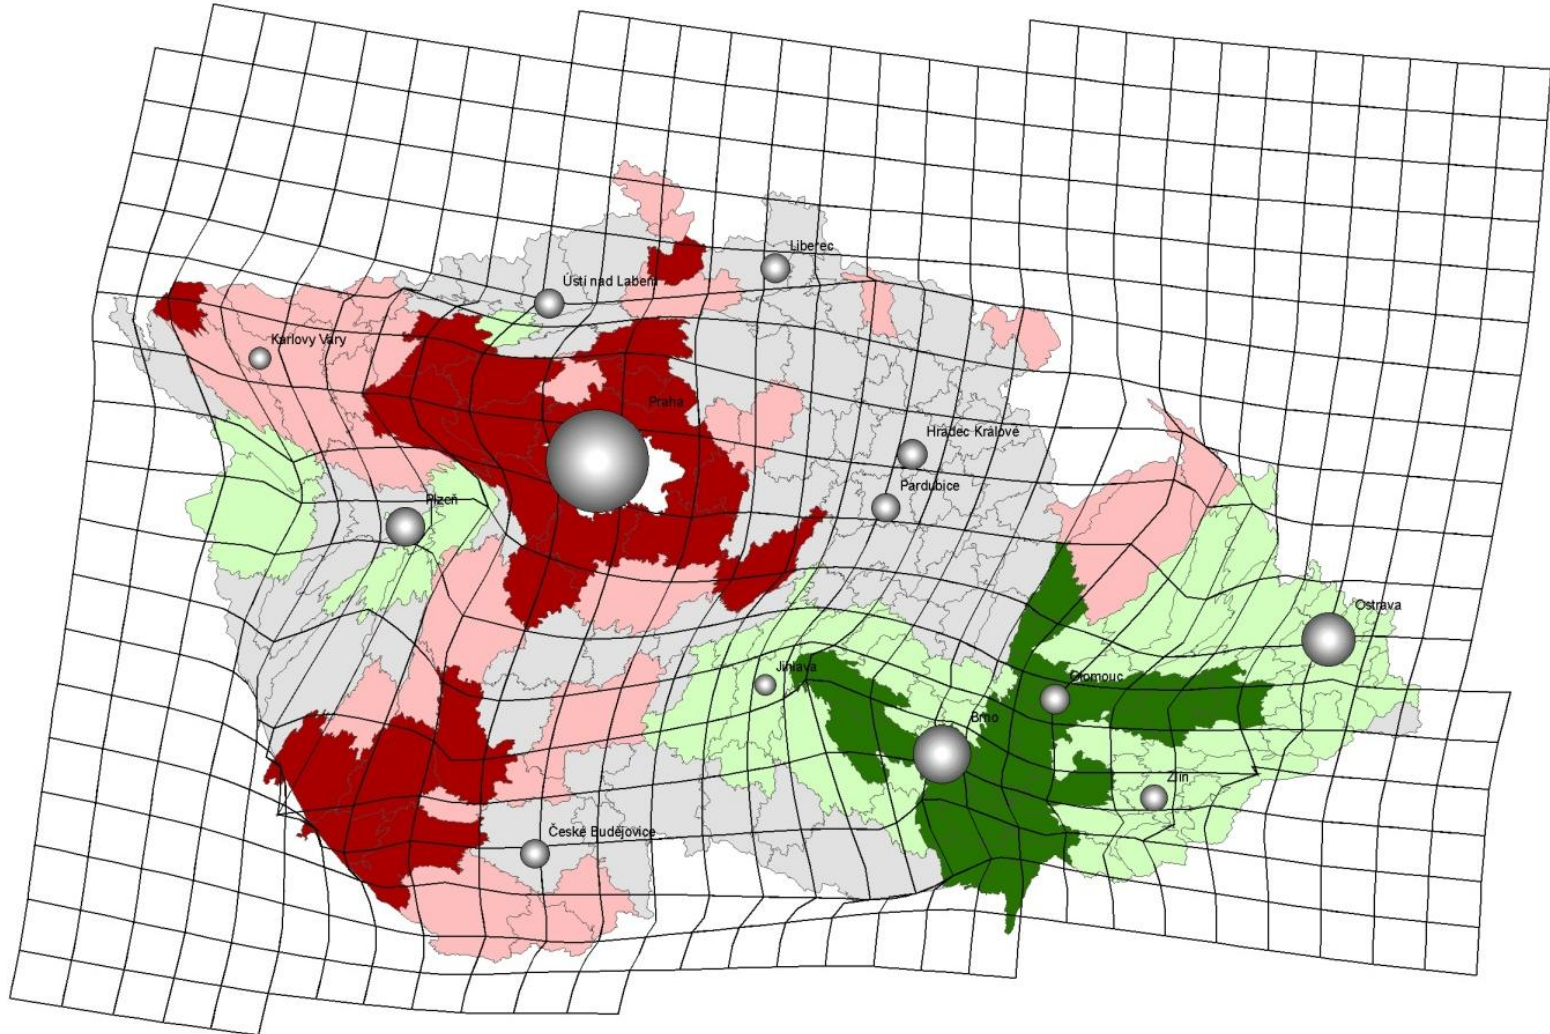 Liberec
Ústí nad Labem
Karlovy Vary
Praha
Hradec Králové
Pardubice
Plzeň
Ostrava
Jihlava
Olomouc
Brno
Zlín
České Budějovice